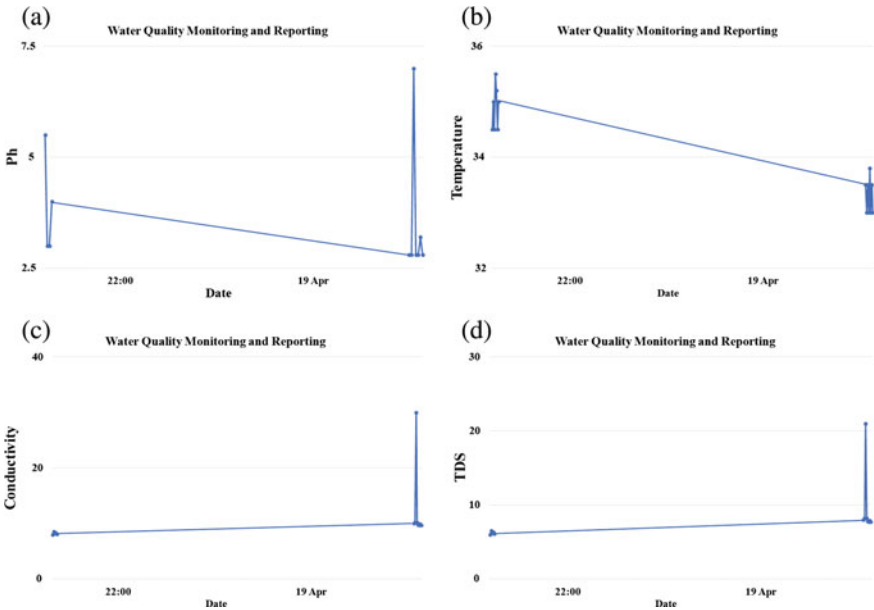 (a)
Water Quality Monitoring and Reporting
7.5
5
2.5
Ph
22:00
19 Apr
Date
(b)
Water Quality Monitoring and Reporting
36
34
32
Temperature
22:00
19 Apr
Date
(c)
Water Quality Monitoring and Reporting
40
20
0
Conductivity
22:00
19 Apr
Date
(d)
Water Quality Monitoring and Reporting
30
20
10
0
TDS
22:00
19 Apr
Date